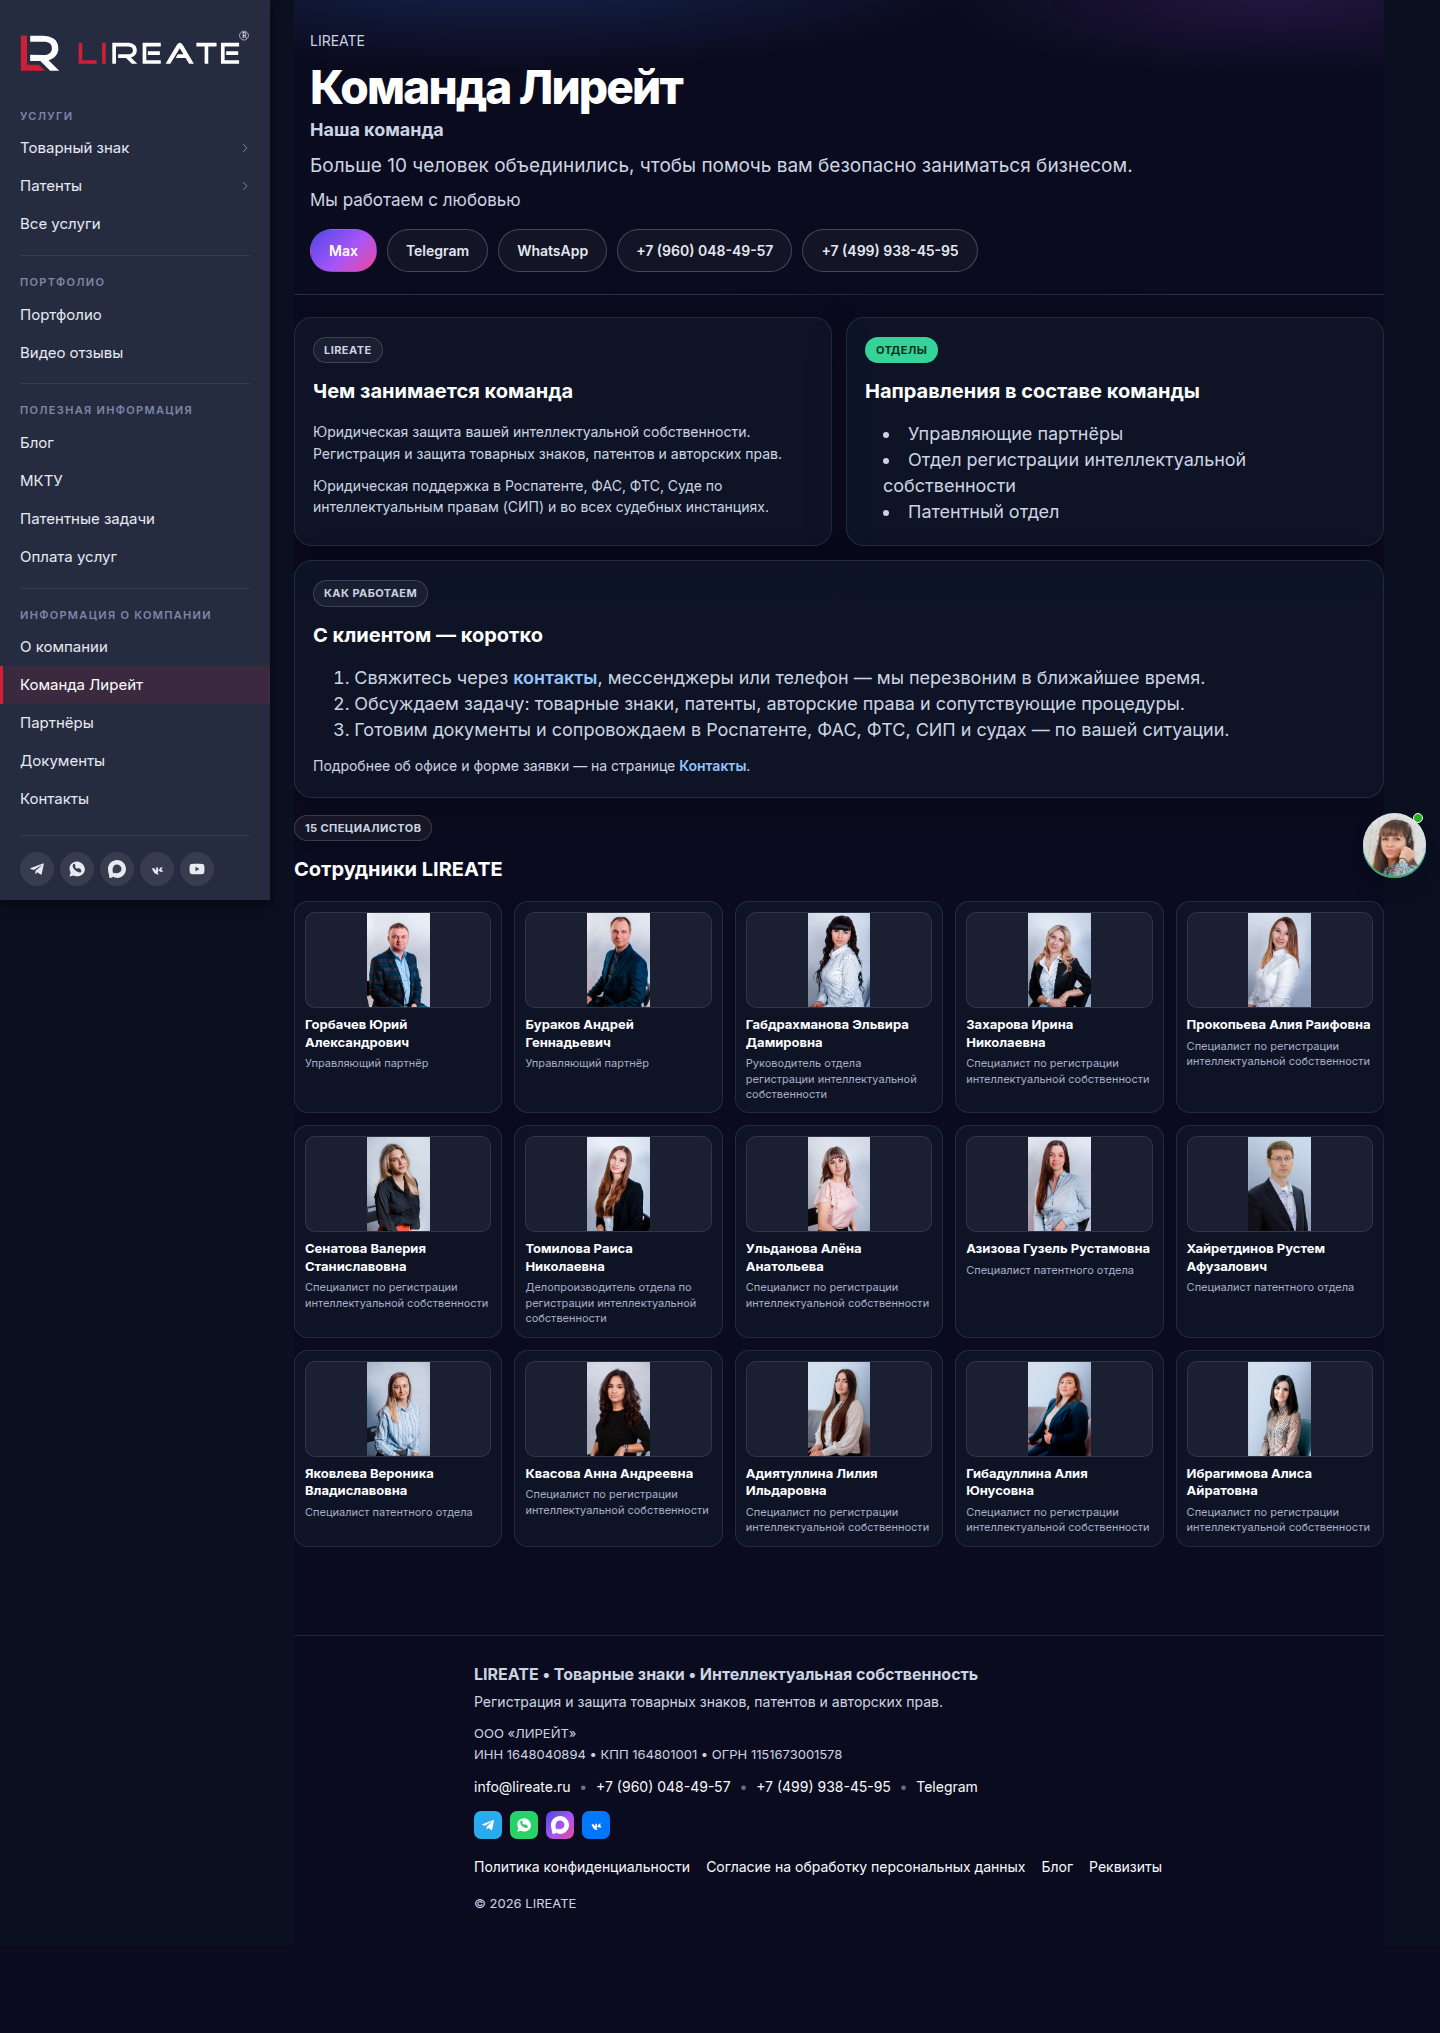 LIREATE®
УСЛУГИ
Товарный знак
Патенты
Все услуги
ПОРТФОЛИО
Портфолио
Видео отзывы
ПОЛЕЗНАЯ ИНФОРМАЦИЯ
Блог
МКТУ
Патентные задачи
Оплата услуг
ИНФОРМАЦИЯ О КОМПАНИИ
О компании
Команда Лирейт
Партнёры
Документы
Контакты
LIREATE
Команда Лирейт
Наша команда
Больше 10 человек объединились, чтобы помочь вам безопасно заниматься бизнесом.
Мы работаем с любовью
Max Telegram WhatsApp +7 (960) 048-49-57 +7 (499) 938-45-95
LIREATE
Чем занимается команда
Юридическая защита вашей интеллектуальной собственности.
Регистрация и защита товарных знаков, патентов и авторских прав.
Юридическая поддержка в Роспатенте, ФАС, ФТС, Суде по
интеллектуальным правам (СИП) и во всех судебных инстанциях.
ОТДЕЛЫ
Направления в составе команды
• Управляющие партнёры
• Отдел регистрации интеллектуальной
собственности
• Патентный отдел
КАК РАБОТАЕМ
С клиентом — коротко
1. Свяжитесь через контакты, мессенджеры или телефон — мы перезвоним в ближайшее время.
2. Обсуждаем задачу: товарные знаки, патенты, авторские права и сопутствующие процедуры.
3. Готовим документы и сопровождаем в Роспатенте, ФАС, ФТС, СИП и судах — по вашей ситуации.
Подробнее об офисе и форме заявки — на странице Контакты.
15 СПЕЦИАЛИСТОВ
Сотрудники LIREATE
Горбачев Юрий
Александрович
Управляющий партнёр
Бураков Андрей
Геннадьевич
Управляющий партнёр
Габдрахманова Эльвира
Дамировна
Руководитель отдела
регистрации интеллектуальной
собственности
Захарова Ирина
Николаевна
Специалист по регистрации
интеллектуальной собственности
Прокопьева Алия Раифовна
Специалист по регистрации
интеллектуальной собственности
Сенатова Валерия
Станиславовна
Специалист по регистрации
интеллектуальной собственности
Томилова Раиса
Николаевна
Делопроизводитель отдела по
регистрации интеллектуальной
собственности
Ульданова Алёна
Анатольева
Специалист по регистрации
интеллектуальной собственности
Азизова Гузель Рустамовна
Специалист патентного отдела
Хайретдинов Рустем
Афузалович
Специалист патентного отдела
Яковлева Вероника
Владиславовна
Специалист патентного отдела
Квасова Анна Андреевна
Специалист по регистрации
интеллектуальной собственности
Адиятуллина Лилия
Ильдаровна
Специалист по регистрации
интеллектуальной собственности
Гибадуллина Алия
Юнусовна
Специалист по регистрации
интеллектуальной собственности
Ибрагимова Алиса
Айратовна
Специалист по регистрации
интеллектуальной собственности
LIREATE • Товарные знаки • Интеллектуальная собственность
Регистрация и защита товарных знаков, патентов и авторских прав.
ООО «ЛИРЕЙТ»
ИНН 1648040894 • КПП 164801001 • ОГРН 1151673001578
info@lireate.ru • +7 (960) 048-49-57 • +7 (499) 938-45-95 • Telegram
Политика конфиденциальности Согласие на обработку персональных данных Блог Реквизиты
© 2026 LIREATE